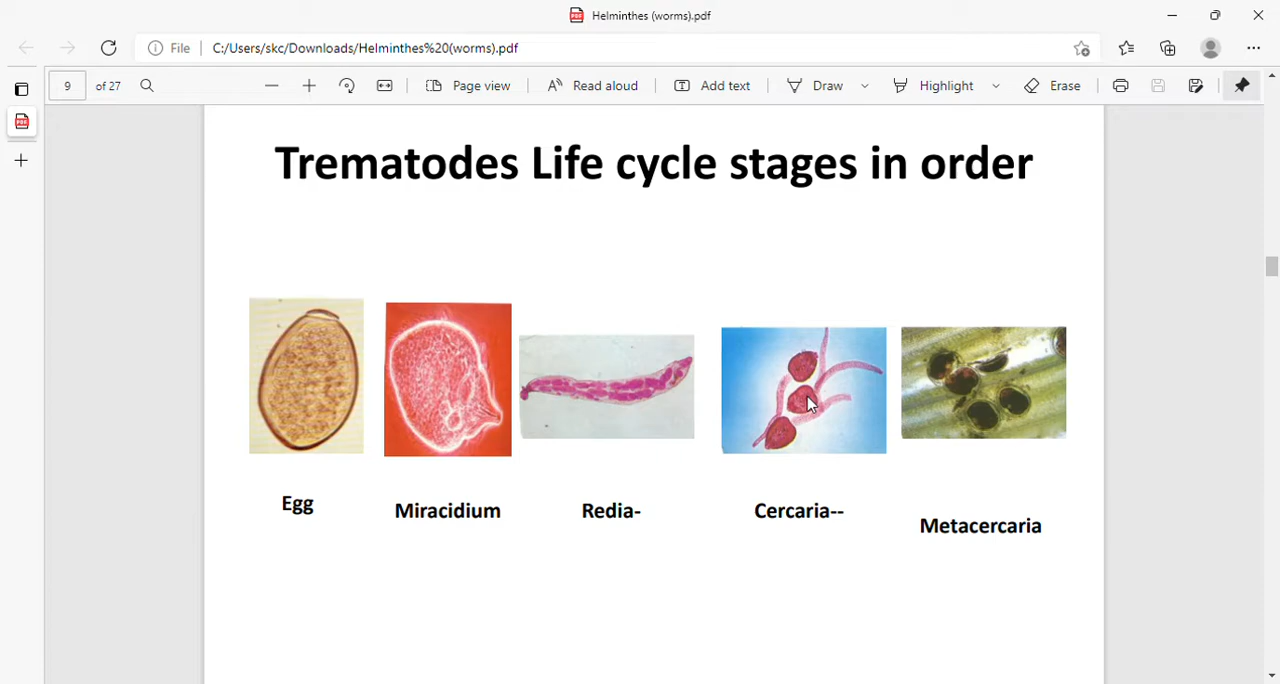 Helminthes (worms).pdf
File C:/Users/skc/Downloads/Helminthes%20(worms).pdf
9 of 27 Page view Read aloud Add text Draw Highlight Erase
Trematodes Life cycle stages in order
Egg
Miracidium
Redia-
Cercaria--
Metacercaria